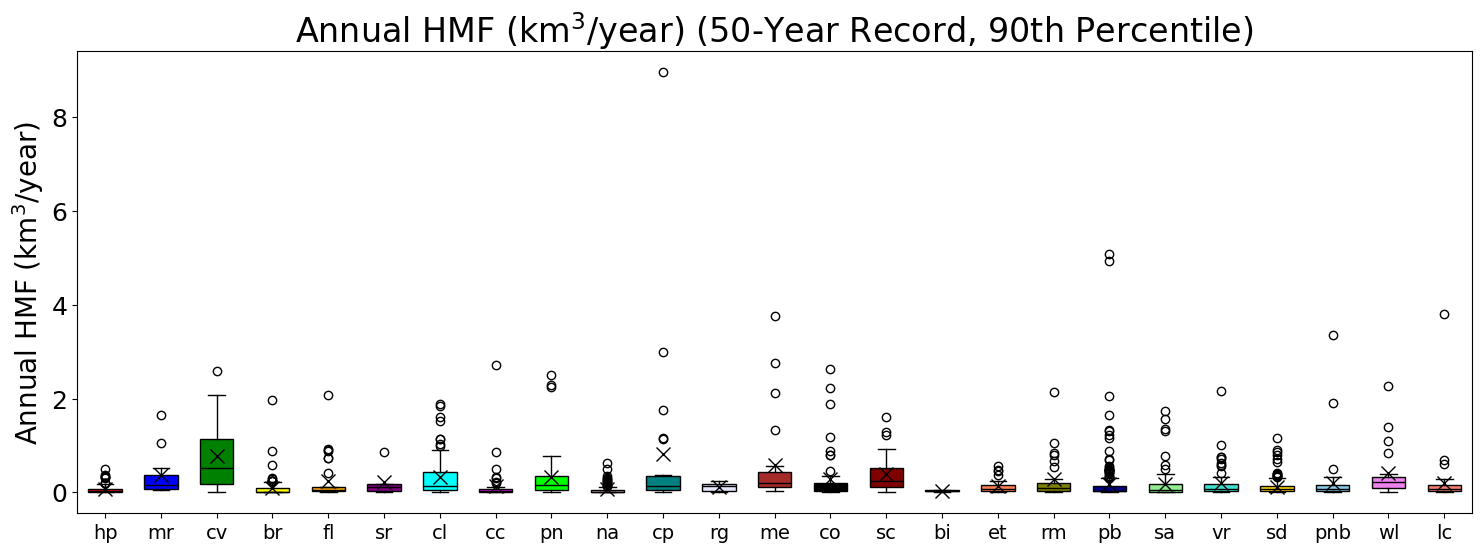 Annual HMF (km³/year) (50-Year Record, 90th Percentile)
Annual HMF (km³/year)
8
6
4
2
0
hp mr cv br fl sr cl cc pn na cp rg me co sc bi et rm pb sa vr sd pnb wl lc